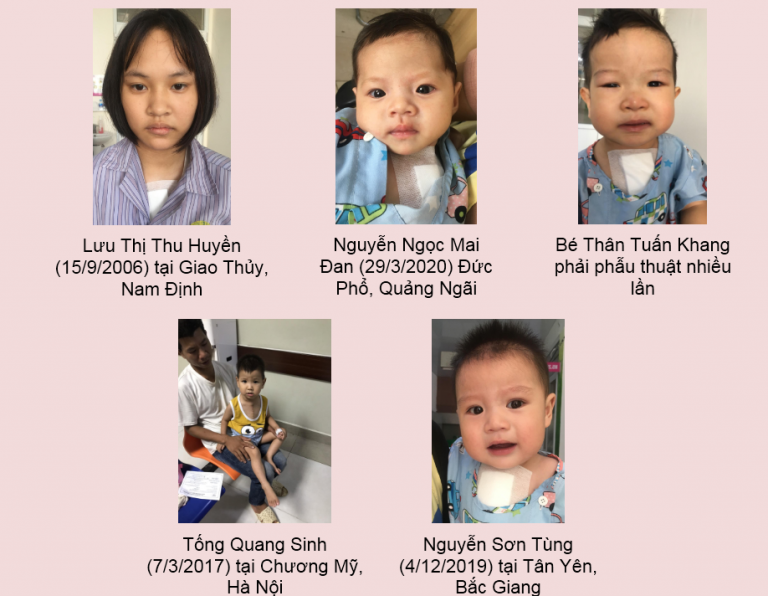 Lưu Thị Thu Huyền
(15/9/2006) tại Giao Thủy,
Nam Định
Nguyễn Ngọc Mai
Đan (29/3/2020) Đức
Phổ, Quảng Ngãi
Bé Thân Tuấn Khang
phải phẫu thuật nhiều
lần
Tống Quang Sinh
(7/3/2017) tại Chương Mỹ,
Hà Nội
Nguyễn Sơn Tùng
(4/12/2019) tại Tân Yên,
Bắc Giang